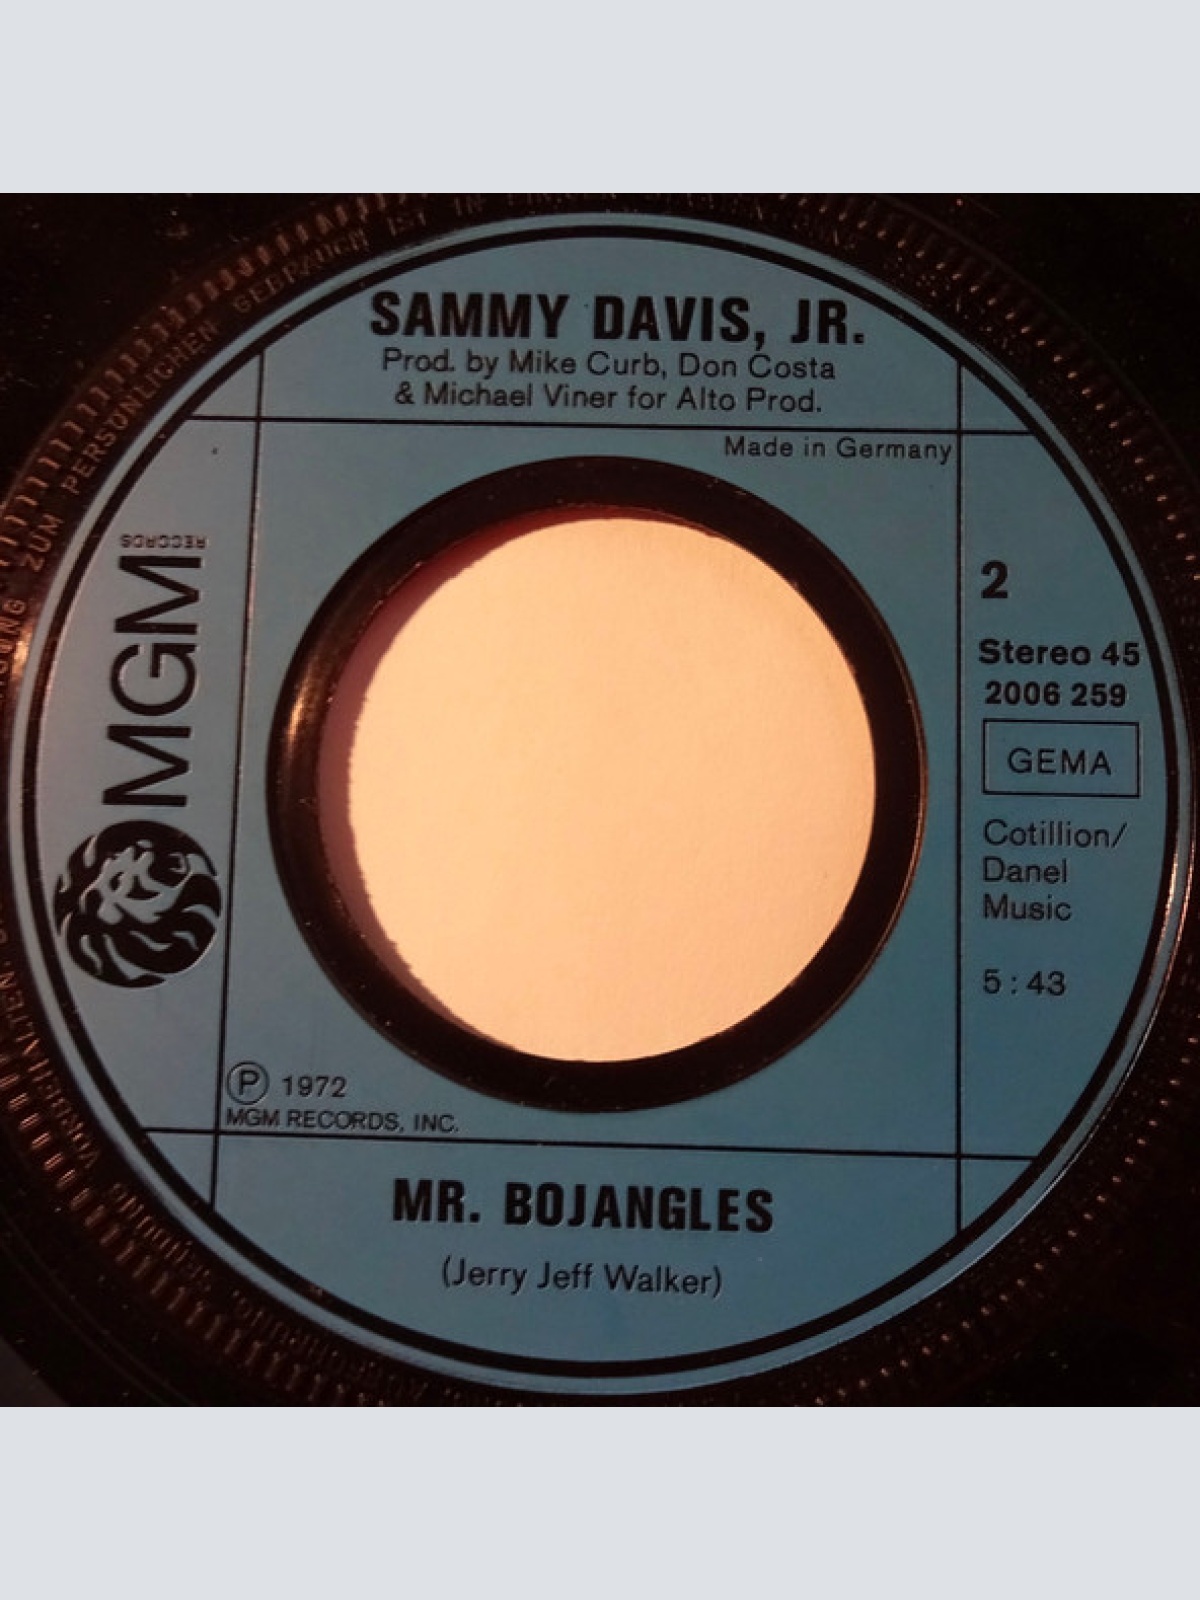 SAMMY DAVIS, JR.
Prod. by Mike Curb, Don Costa
& Michael Viner for Alto Prod.
Made in Germany
MGM
RECORDS
2
Stereo 45
2006 259
GEMA
Cotillion/
Danel
Music
5:43
Ⓟ 1972
MGM RECORDS, INC.
MR. BOJANGLES
(Jerry Jeff Walker)
ZUM PERSÖNLICHEN GEBRAUCH IST IN